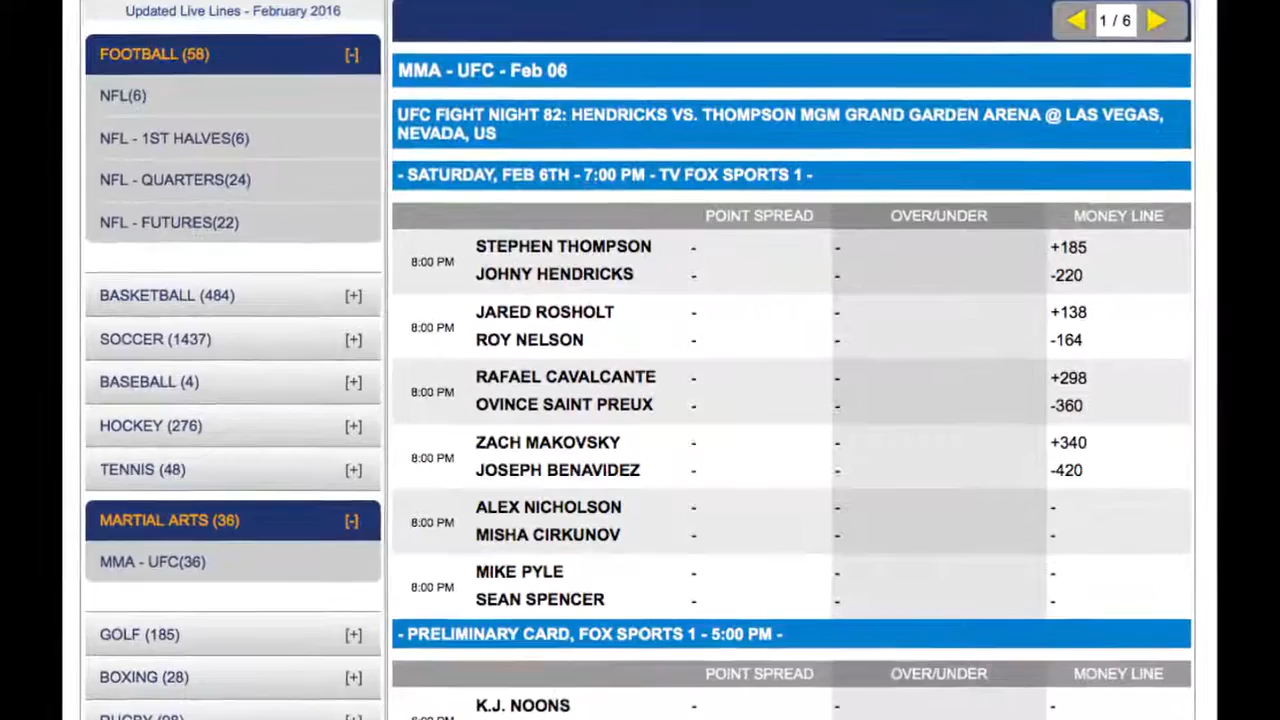 Updated Live Lines - February 2016
FOOTBALL (58) [-]
NFL(6)
NFL - 1ST HALVES(6)
NFL - QUARTERS(24)
NFL - FUTURES(22)
BASKETBALL (484) [+]
SOCCER (1437) [+]
BASEBALL (4) [+]
HOCKEY (276) [+]
TENNIS (48) [+]
MARTIAL ARTS (36) [-]
MMA - UFC(36)
GOLF (185) [+]
BOXING (28) [+]
RUGBY (98) [+]
1 / 6
MMA - UFC - Feb 06
UFC FIGHT NIGHT 82: HENDRICKS VS. THOMPSON MGM GRAND GARDEN ARENA @ LAS VEGAS,
NEVADA, US
- SATURDAY, FEB 6TH - 7:00 PM - TV FOX SPORTS 1 -
POINT SPREAD OVER/UNDER MONEY LINE
8:00 PM
STEPHEN THOMPSON - - +185
JOHNY HENDRICKS - - -220
8:00 PM
JARED ROSHOLT - - +138
ROY NELSON - - -164
8:00 PM
RAFAEL CAVALCANTE - - +298
OVINCE SAINT PREUX - - -360
8:00 PM
ZACH MAKOVSKY - - +340
JOSEPH BENAVIDEZ - - -420
8:00 PM
ALEX NICHOLSON - - -
MISHA CIRKUNOV - - -
8:00 PM
MIKE PYLE - - -
SEAN SPENCER - - -
- PRELIMINARY CARD, FOX SPORTS 1 - 5:00 PM -
POINT SPREAD OVER/UNDER MONEY LINE
K.J. NOONS - - -